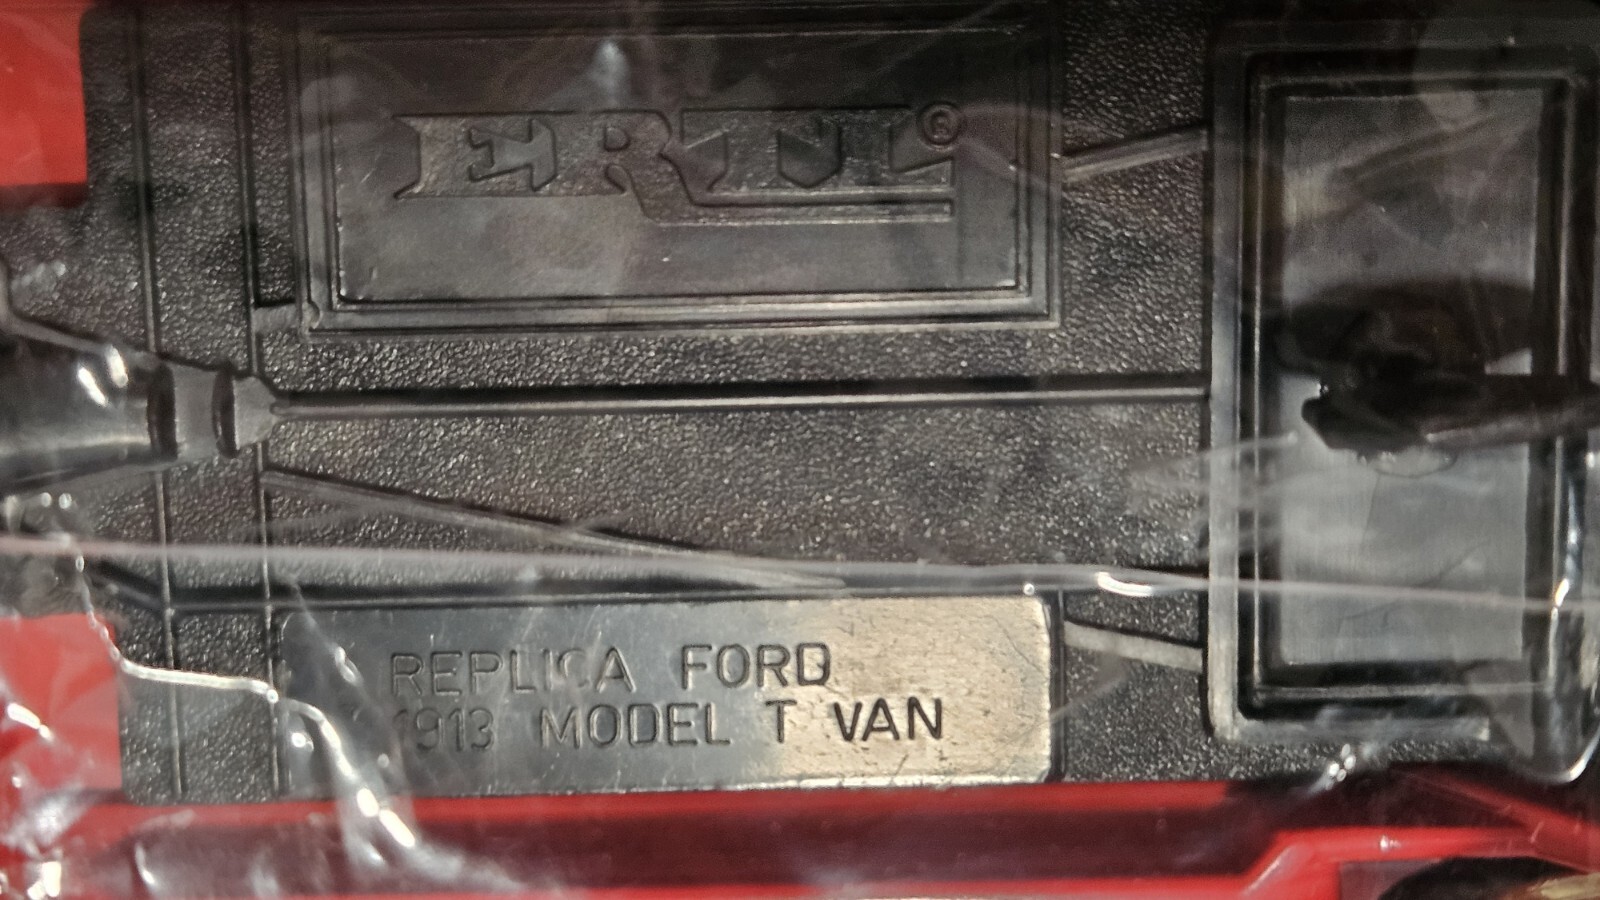 ERTL®
REPLICA FORD
1913 MODEL T VAN